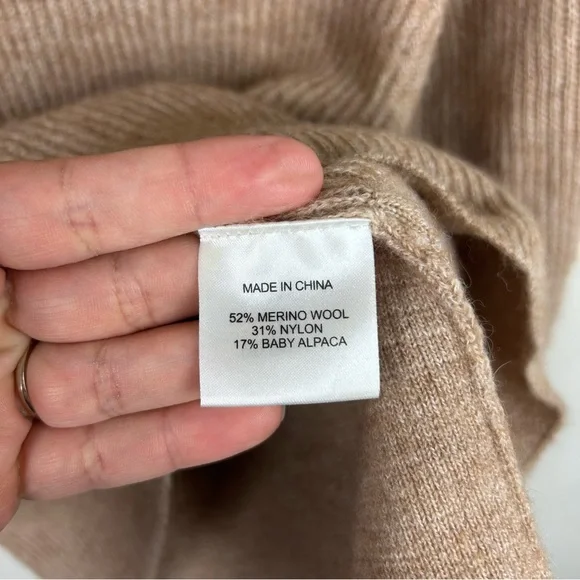 MADE IN CHINA
52% MERINO WOOL
31% NYLON
17% BABY ALPACA